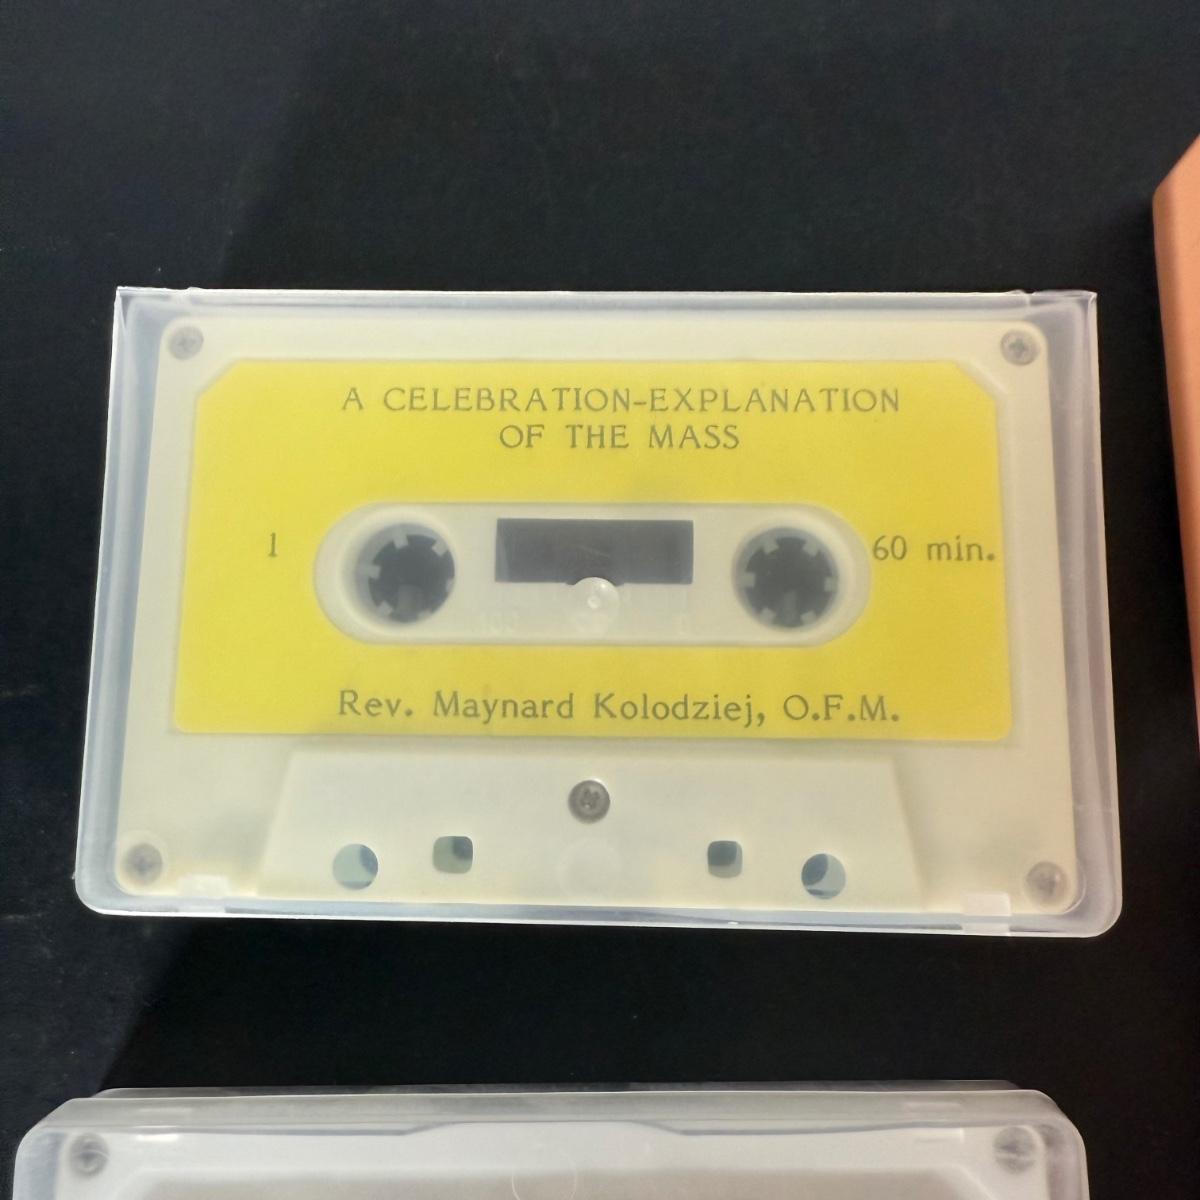 A CELEBRATION-EXPLANATION
OF THE MASS
1
60 min.
Rev. Maynard Kolodziej, O.F.M.